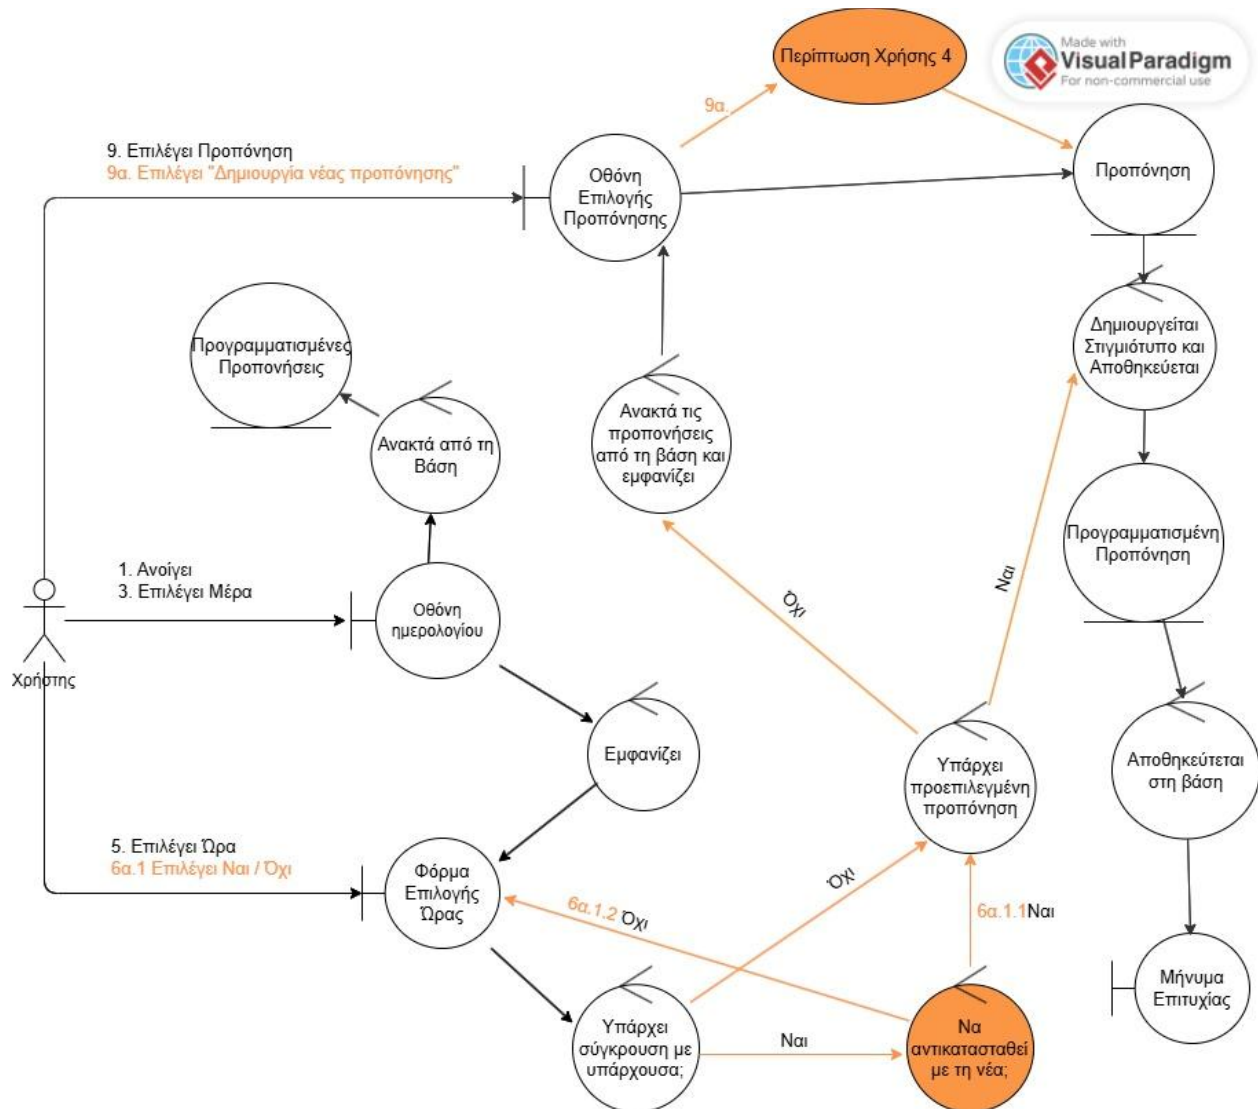 Περίπτωση Χρήσης 4
Made with
Visual Paradigm
For non-commercial use
9α.
9. Επιλέγει Προπόνηση
9α. Επιλέγει "Δημιουργία νέας προπόνησης"
Οθόνη
Επιλογής
Προπόνησης
Προπόνηση
Προγραμματισμένες
Προπονήσεις
Δημιουργείται
Στιγμιότυπο και
Αποθηκεύεται
Ανακτά τις
προπονήσεις
από τη βάση και
εμφανίζει
Ανακτά από τη
Βάση
Προγραμματισμένη
Προπόνηση
1. Ανοίγει
3. Επιλέγει Μέρα
Οθόνη
ημερολογίου
Όχι
Ναι
Χρήστης
Εμφανίζει
Υπάρχει
προεπιλεγμένη
προπόνηση
Αποθηκεύτεται
στη βάση
5. Επιλέγει Ώρα
6α.1 Επιλέγει Ναι / Όχι
Φόρμα
Επιλογής
Ώρας
6α.1.2 Όχι
Όχι
6α.1.1Ναι
Υπάρχει
σύγκρουση με
υπάρχουσα;
Ναι
Να
αντικατασταθεί
με τη νέα;
Μήνυμα
Επιτυχίας